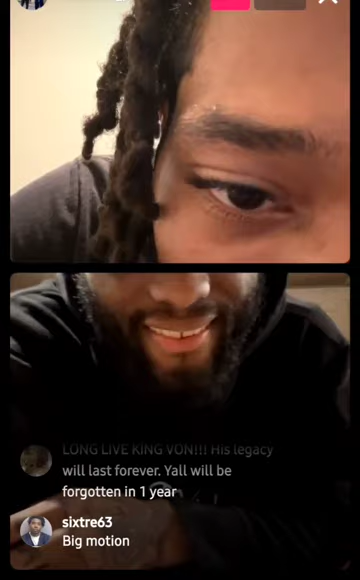 LONG LIVE KING VON!!! His legacy
will last forever. Yall will be
forgotten in 1 year
sixtre63
Big motion